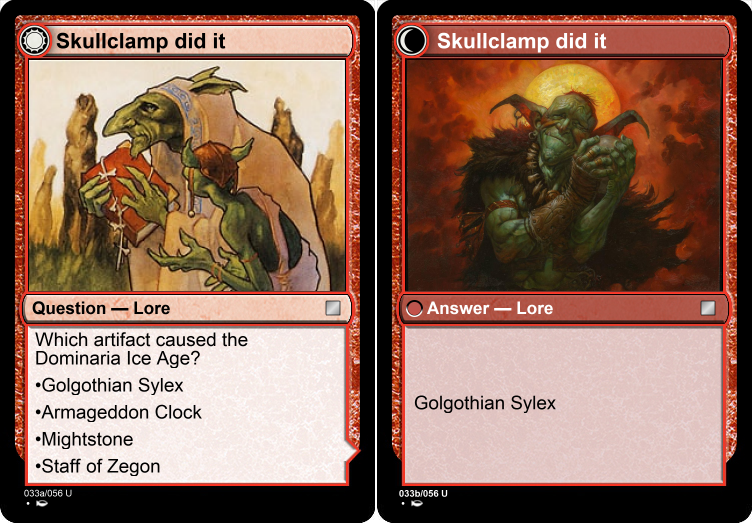 Skullclamp did it
Question — Lore
Which artifact caused the
Dominaria Ice Age?
•Golgothian Sylex
•Armageddon Clock
•Mightstone
•Staff of Zegon
033a/056 U
Skullclamp did it
Answer — Lore
Golgothian Sylex
033b/056 U